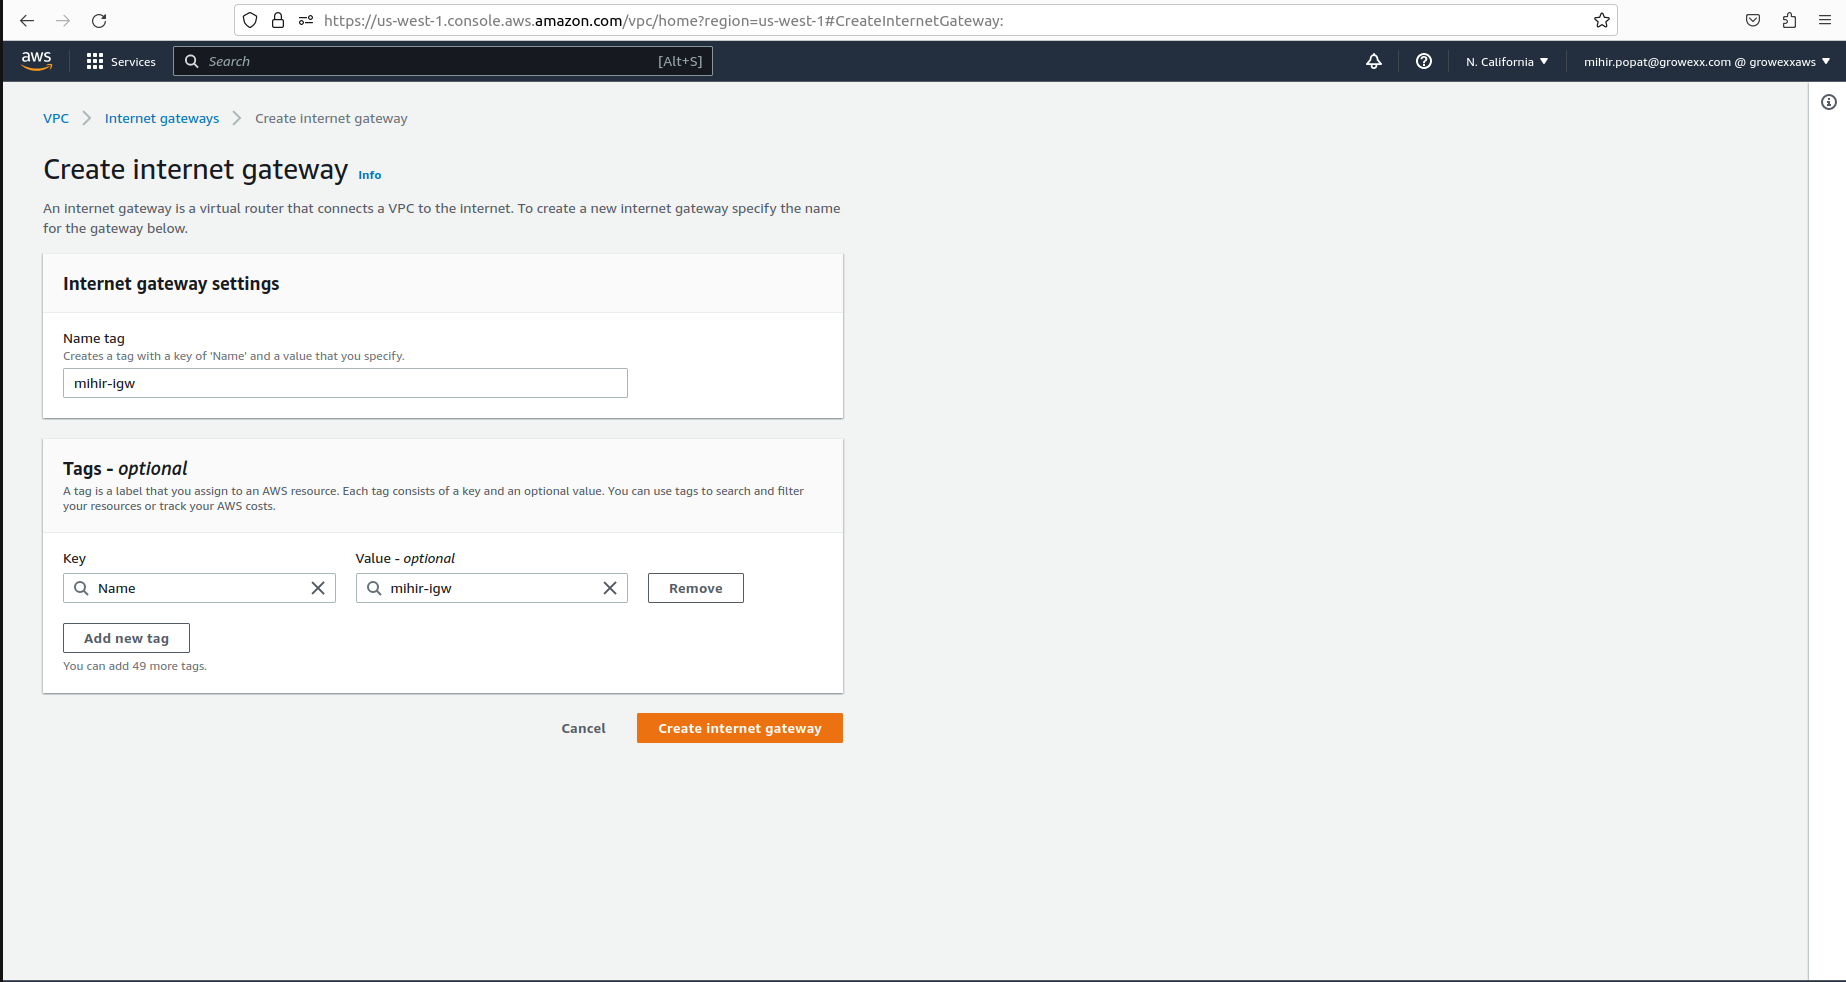 https://us-west-1.console.aws.amazon.com/vpc/home?region=us-west-1#CreateInternetGateway:
aws Services Search [Alt+S] N. California mihir.popat@growexx.com @ growexxaws
VPC Internet gateways Create internet gateway
Create internet gateway Info
An internet gateway is a virtual router that connects a VPC to the internet. To create a new internet gateway specify the name
for the gateway below.
Internet gateway settings
Name tag
Creates a tag with a key of 'Name' and a value that you specify.
mihir-igw
Tags - optional
A tag is a label that you assign to an AWS resource. Each tag consists of a key and an optional value. You can use tags to search and filter
your resources or track your AWS costs.
Key Value - optional
Name mihir-igw Remove
Add new tag
You can add 49 more tags.
Cancel Create internet gateway